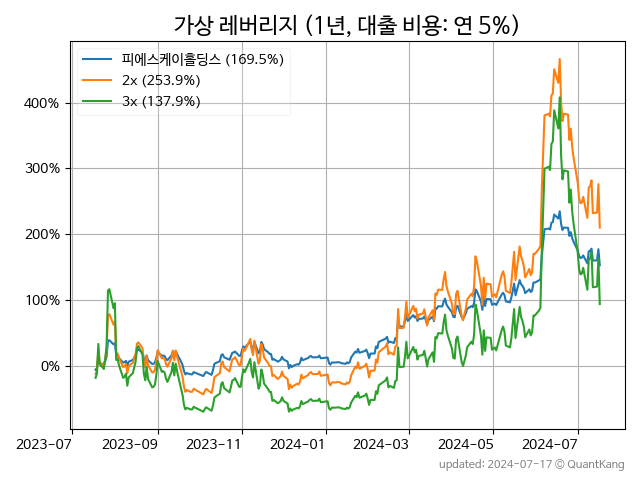 가상 레버리지 (1년, 대출 비용: 연 5%)
피에스케이홀딩스 (169.5%)
2x (253.9%)
3x (137.9%)
400%
300%
200%
100%
0%
2023-07 2023-09 2023-11 2024-01 2024-03 2024-05 2024-07
updated: 2024-07-17 © QuantKang